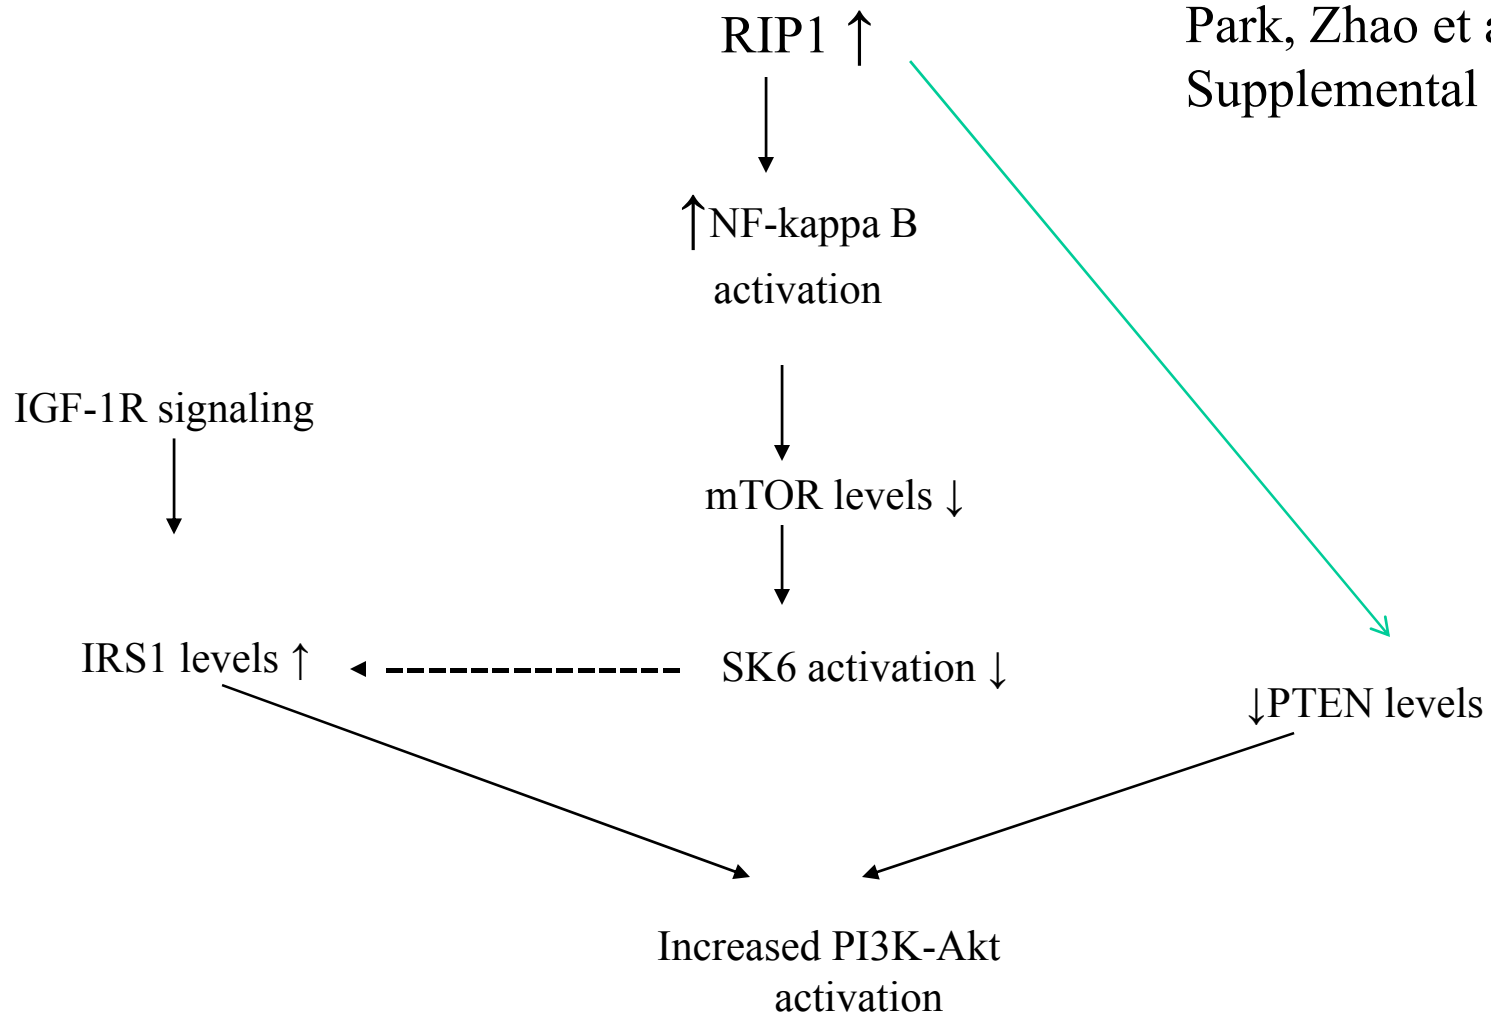 RIP1 ↑
Park, Zhao et
Supplemental
↑NF-kappa B
activation
IGF-1R signaling
mTOR levels ↓
IRS1 levels ↑
SK6 activation ↓
↓PTEN levels
Increased PI3K-Akt
activation